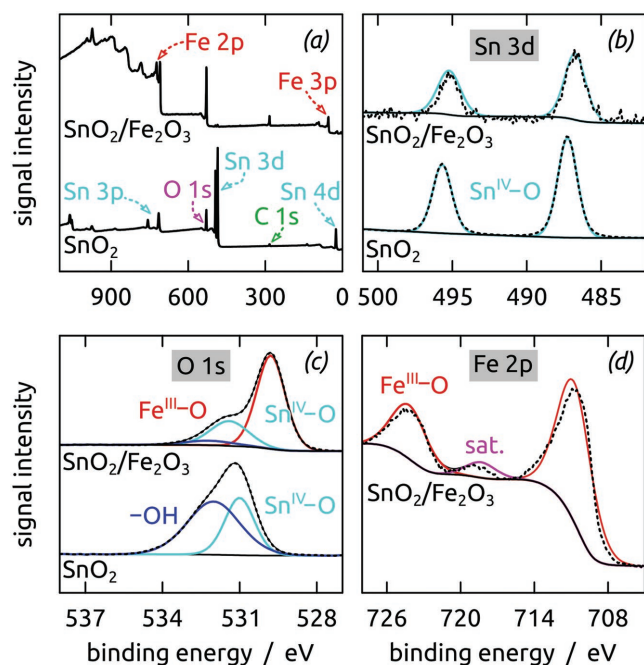 signal intensity
(a)
Fe 2p
Fe 3p
SnO₂/Fe₂O₃
Sn 3d
Sn 3p
O 1s
Sn 4d
C 1s
SnO₂
900 600 300 0
(b)
Sn 3d
SnO₂/Fe₂O₃
Snᴵⱽ–O
SnO₂
500 495 490 485
signal intensity
(c)
O 1s
Feᴵᴵᴵ–O
Snᴵⱽ–O
SnO₂/Fe₂O₃
–OH
Snᴵⱽ–O
SnO₂
537 534 531 528
binding energy / eV
(d)
Fe 2p
Feᴵᴵᴵ–O
sat.
SnO₂/Fe₂O₃
726 720 714 708
binding energy / eV